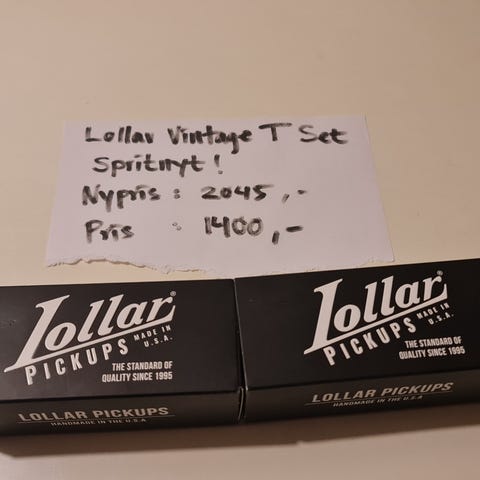 Lollar Vintage T Set
Spritnyt!
Nypris: 2045,-
Pris : 1400,-
Lollar®
PICKUPS MADE IN U.S.A.
THE STANDARD OF
QUALITY SINCE 1995
LOLLAR PICKUPS
HANDMADE IN THE U.S.A
Lollar®
PICKUPS MADE IN U.S.A.
THE STANDARD OF
QUALITY SINCE 1995
LOLLAR PICKUPS
HANDMADE IN THE U.S.A